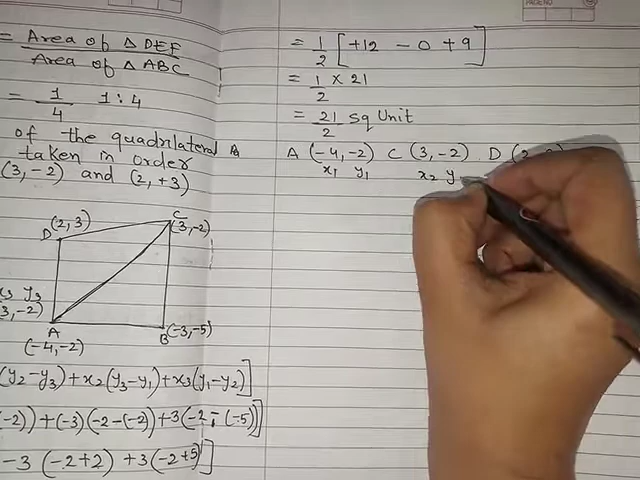 = Area of Δ DEF
Area of Δ ABC
= 1/4 1:4
of the quadrilateral
taken in order
(3,-2) and (2,+3)
D (2,3)
C (3,-2)
x3 y3
3,-2)
A (-4,-2)
B (-3,-5)
(y2-y3)+x2(y3-y1)+x3(y1-y2)]
-2))+(-3)(-2-(-2))+3(-2-(-5))]
-3(-2+2)+3(-2+5)]
PAGE NO
= 1/2 [+12 -0 +9]
= 1/2 × 21
= 21/2 sq Unit
A (-4,-2) C (3,-2) D
x1 y1 x2 y